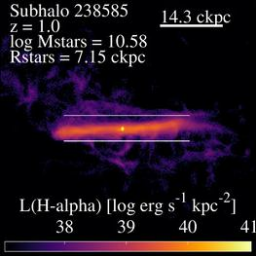 Subhalo 238585
14.3 ckpc
z = 1.0
log Mstars = 10.58
Rstars = 7.15 ckpc
L(H-alpha) [log erg s⁻¹ kpc⁻²]
38 39 40 41